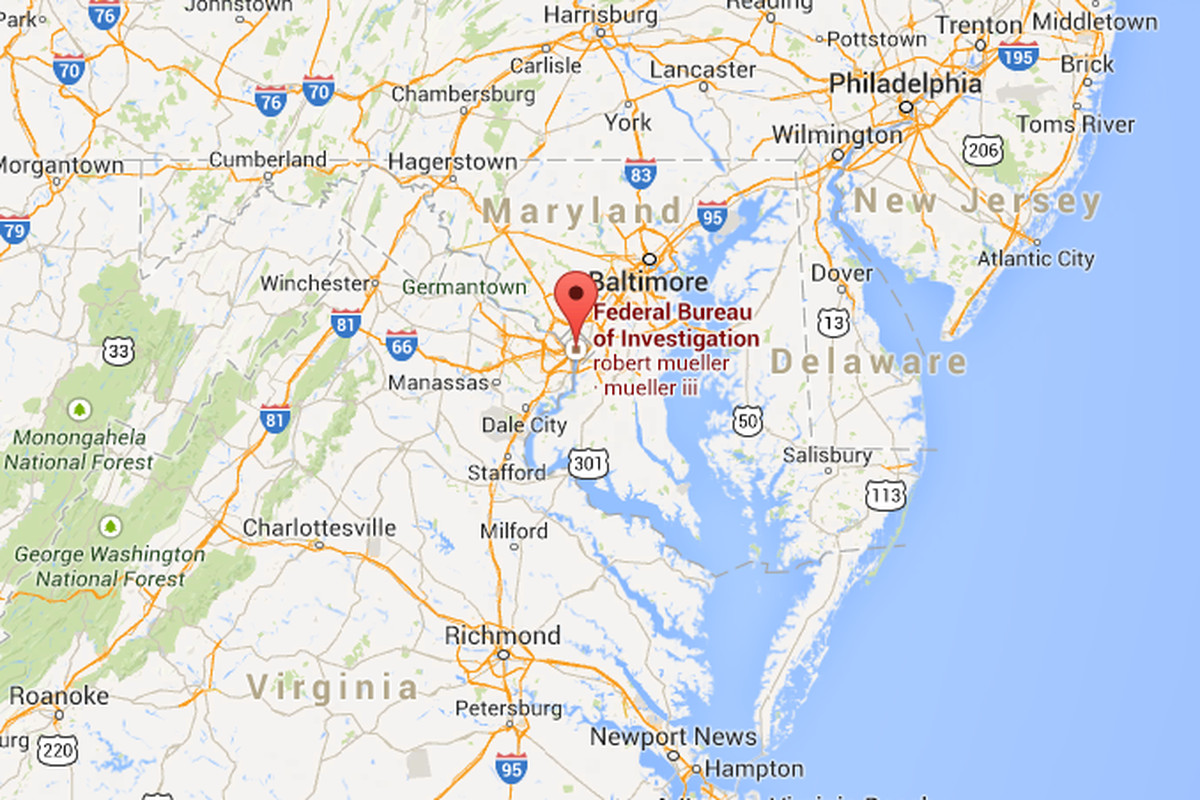 Park
76
Johnstown
Harrisburg
Reading
Trenton
Middletown
70
Pottstown
195
Carlisle
Lancaster
Brick
76
70
Chambersburg
Philadelphia
York
Toms River
Wilmington
206
Morgantown
Cumberland
Hagerstown
83
Maryland
95
New Jersey
79
Atlantic City
Baltimore
Dover
Winchester
Germantown
Federal Bureau
of Investigation
robert mueller
· mueller iii
81
66
13
33
Delaware
Manassas
81
50
Monongahela
National Forest
Dale City
301
Salisbury
Stafford
113
Charlottesville
Milford
George Washington
National Forest
Richmond
Virginia
Roanoke
Petersburg
urg
220
Newport News
95
Hampton